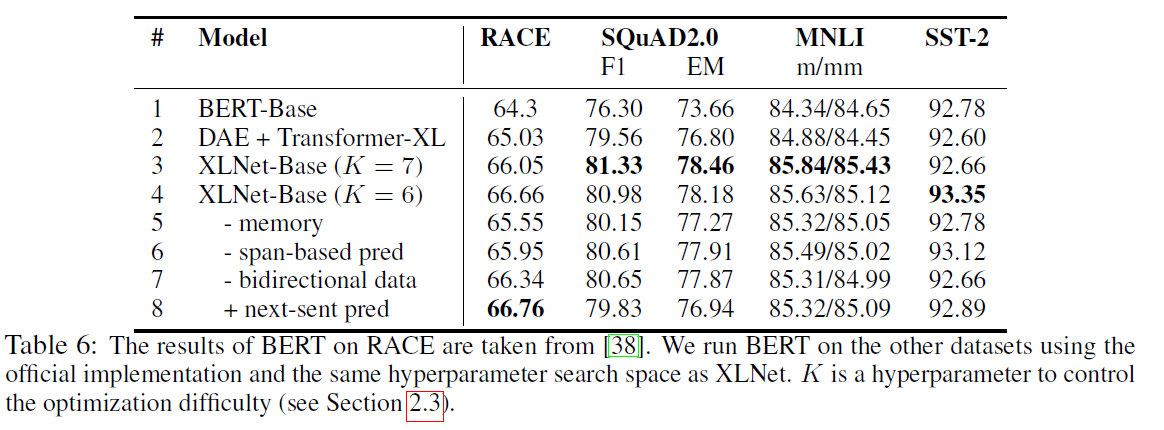 # Model RACE SQuAD2.0 MNLI SST-2
F1 EM m/mm
1 BERT-Base 64.3 76.30 73.66 84.34/84.65 92.78
2 DAE + Transformer-XL 65.03 79.56 76.80 84.88/84.45 92.60
3 XLNet-Base (K = 7) 66.05 81.33 78.46 85.84/85.43 92.66
4 XLNet-Base (K = 6) 66.66 80.98 78.18 85.63/85.12 93.35
5 - memory 65.55 80.15 77.27 85.32/85.05 92.78
6 - span-based pred 65.95 80.61 77.91 85.49/85.02 93.12
7 - bidirectional data 66.34 80.65 77.87 85.31/84.99 92.66
8 + next-sent pred 66.76 79.83 76.94 85.32/85.09 92.89
Table 6: The results of BERT on RACE are taken from [38]. We run BERT on the other datasets using the
official implementation and the same hyperparameter search space as XLNet. K is a hyperparameter to control
the optimization difficulty (see Section 2.3).